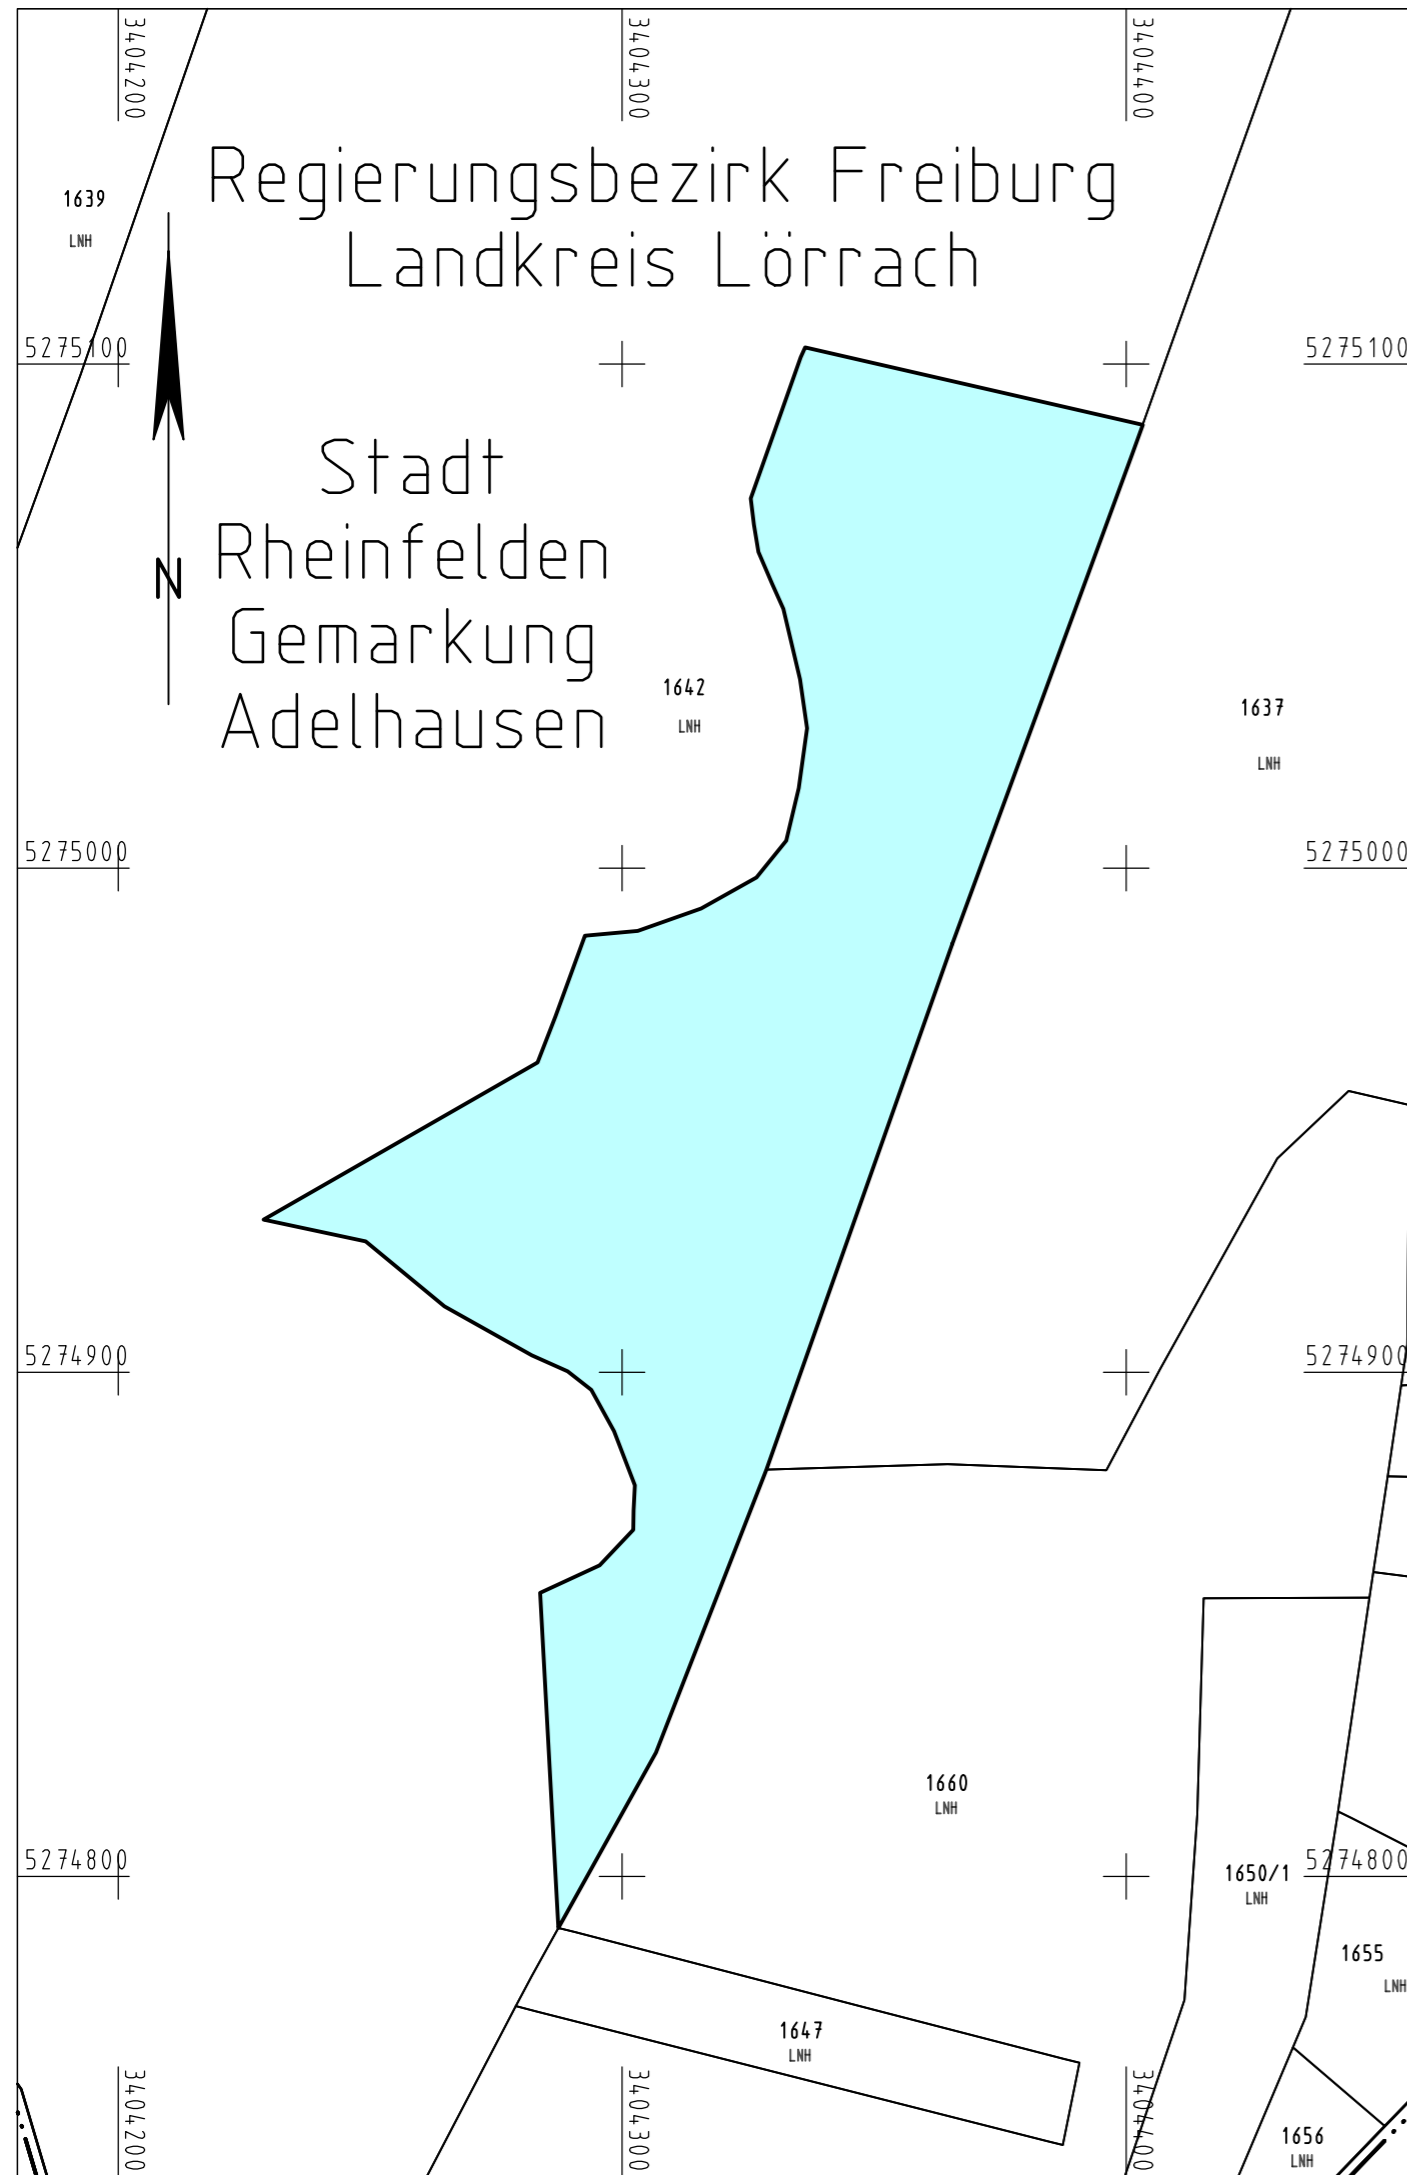 3404200
3404300
3404400
Regierungsbezirk Freiburg
Landkreis Lörrach
1639
LNH
5275100
5275100
Stadt
Rheinfelden
Gemarkung
Adelhausen
N
1642
LNH
1637
LNH
5275000
5275000
5274900
5274900
1660
LNH
5274800
1650/1
LNH
5274800
1655
LNH
1647
LNH
1656
LNH
3404200
3404300
3404400